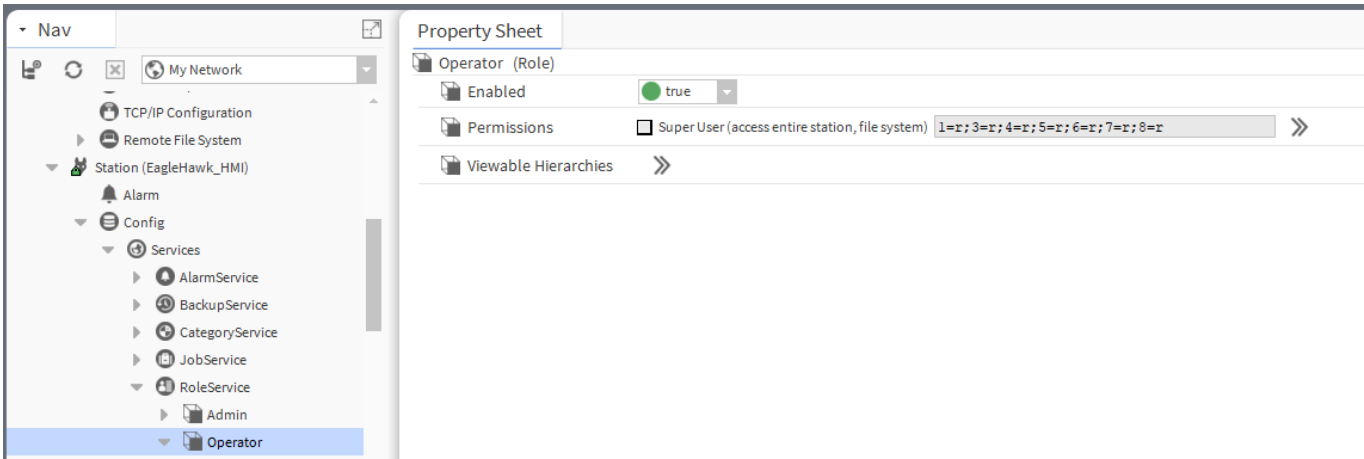 Nav
My Network
TCP/IP Configuration
Remote File System
Station (EagleHawk_HMI)
Alarm
Config
Services
AlarmService
BackupService
CategoryService
JobService
RoleService
Admin
Operator
Property Sheet
Operator (Role)
Enabled true
Permissions Super User (access entire station, file system) 1=r;3=r;4=r;5=r;6=r;7=r;8=r
Viewable Hierarchies